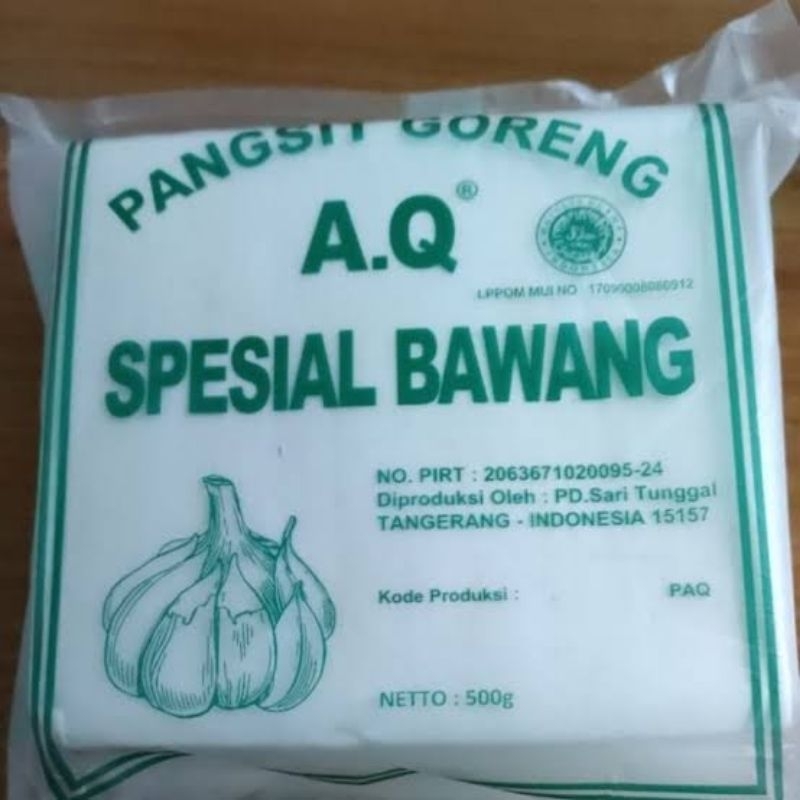 PANGSIT GORENG
A.Q®
LPPOM MUI NO 17090008080912
SPESIAL BAWANG
NO. PIRT : 2063671020095-24
Diproduksi Oleh : PD.Sari Tunggal
TANGERANG - INDONESIA 15157
Kode Produksi : PAQ
NETTO : 500g